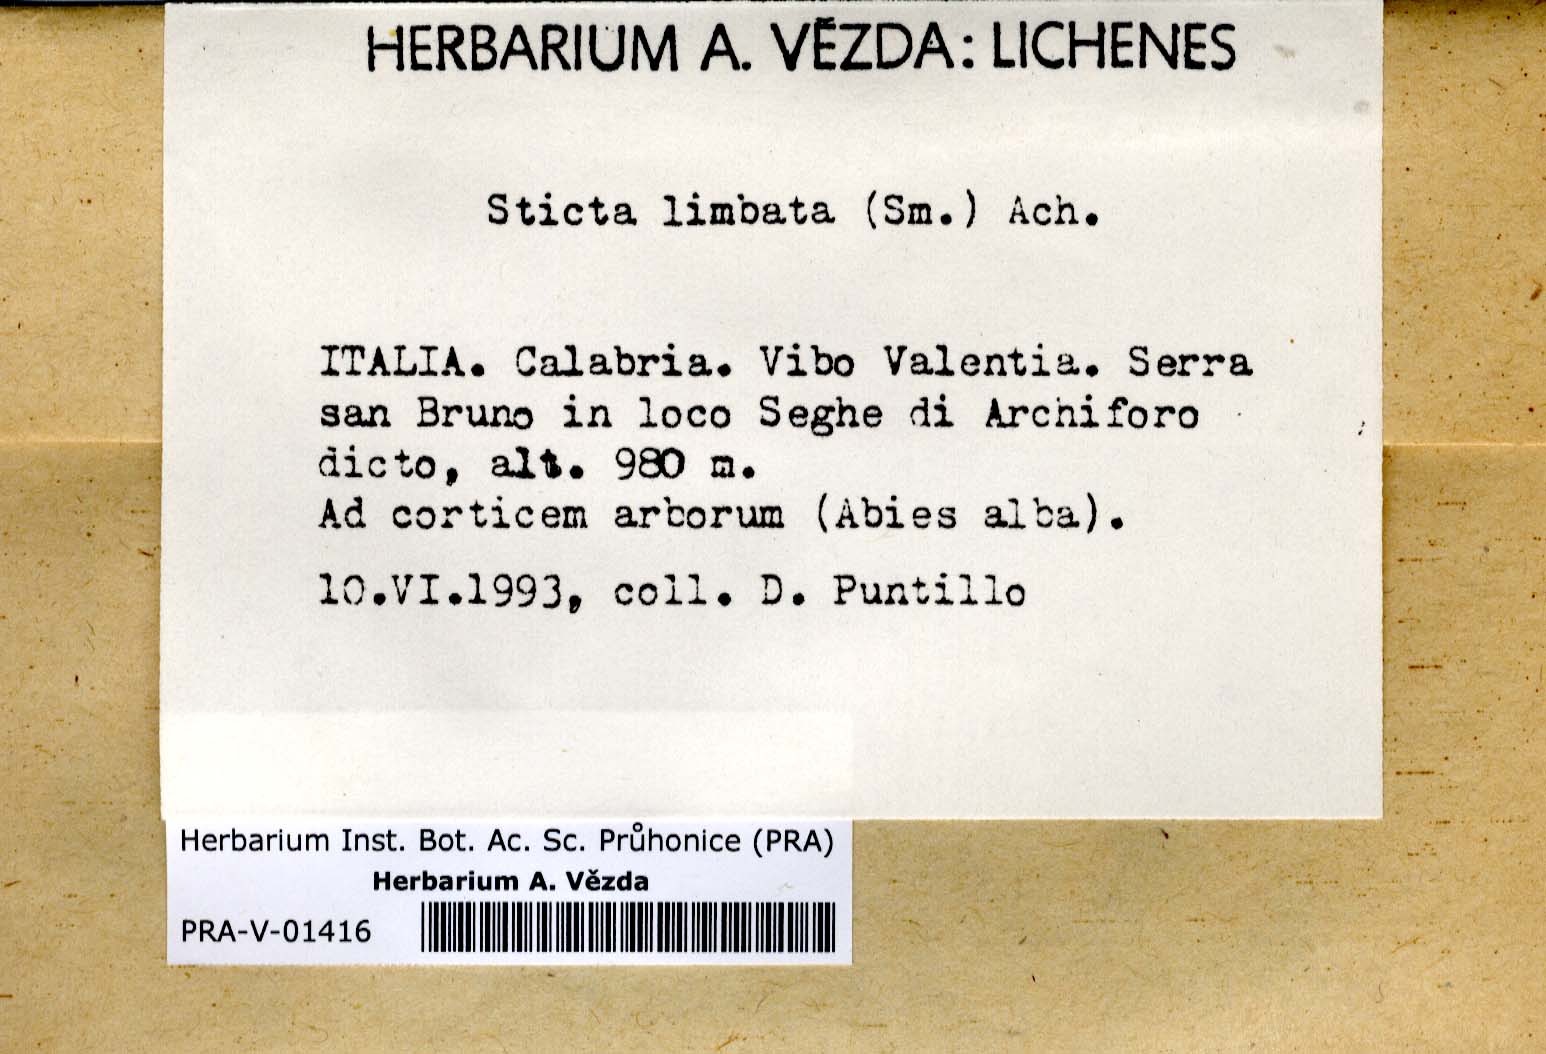 HERBARIUM A. VĚZDA: LICHENES
Sticta limbata (Sm.) Ach.
ITALIA. Calabria. Vibo Valentia. Serra
san Bruno in loco Seghe di Archiforo
dicto, alt. 980 m.
Ad corticem arborum (Abies alba).
10.VI.1993, coll. D. Puntillo
Herbarium Inst. Bot. Ac. Sc. Průhonice (PRA)
Herbarium A. Vězda
PRA-V-01416